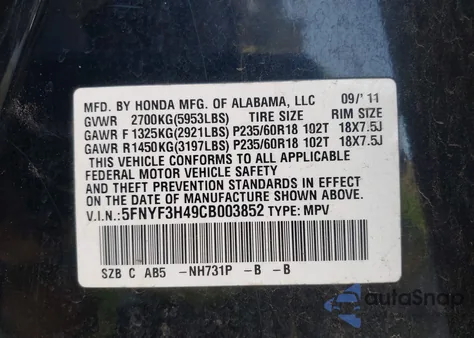 MFD. BY HONDA MFG. OF ALABAMA, LLC 09/'11
GVWR 2700KG(5953LBS) TIRE SIZE RIM SIZE
GAWR F 1325KG(2921LBS) P235/60R18 102T 18X7.5J
GAWR R1450KG(3197LBS) P235/60R18 102T 18X7.5J
THIS VEHICLE CONFORMS TO ALL APPLICABLE
FEDERAL MOTOR VEHICLE SAFETY
AND THEFT PREVENTION STANDARDS IN EFFECT
ON THE DATE OF MANUFACTURE SHOWN ABOVE.
V.I.N.:5FNYF3H49CB003852 TYPE: MPV
SZB C AB5 -NH731P -B -B
autoSnap